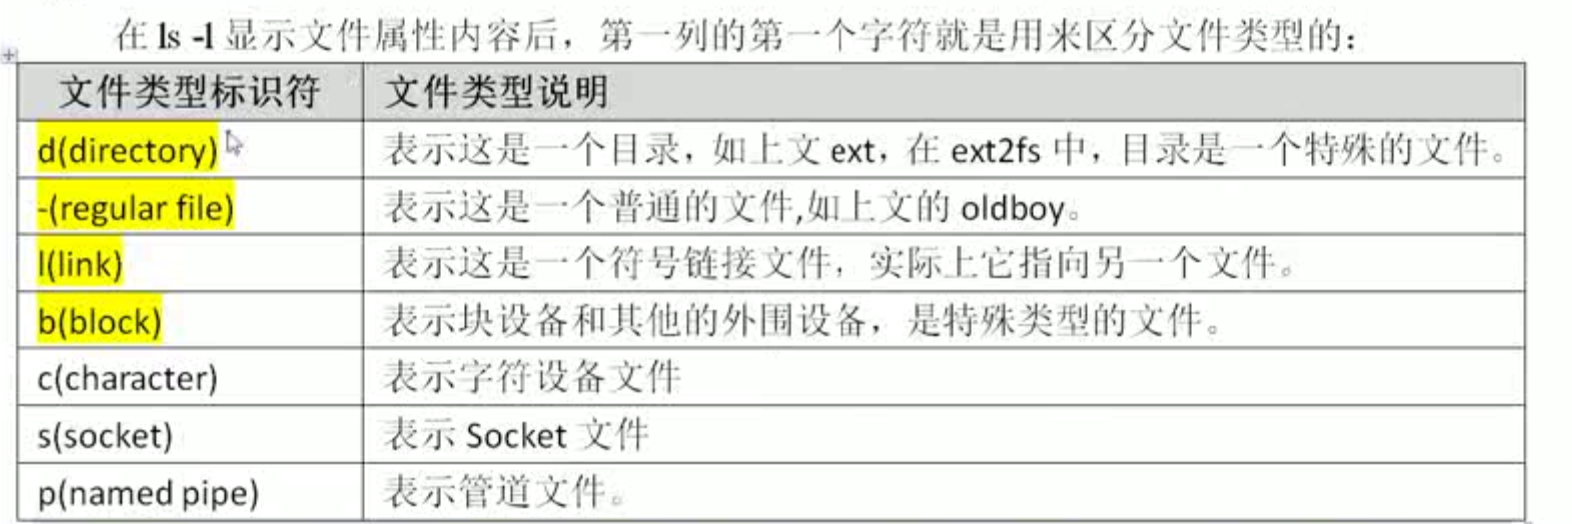 在 ls -l 显示文件属性内容后，第一列的第一个字符就是用来区分文件类型的：
文件类型标识符 文件类型说明
d(directory) 表示这是一个目录，如上文 ext，在 ext2fs 中，目录是一个特殊的文件。
-(regular file) 表示这是一个普通的文件,如上文的 oldboy。
l(link) 表示这是一个符号链接文件，实际上它指向另一个文件。
b(block) 表示块设备和其他的外围设备，是特殊类型的文件。
c(character) 表示字符设备文件
s(socket) 表示 Socket 文件
p(named pipe) 表示管道文件。